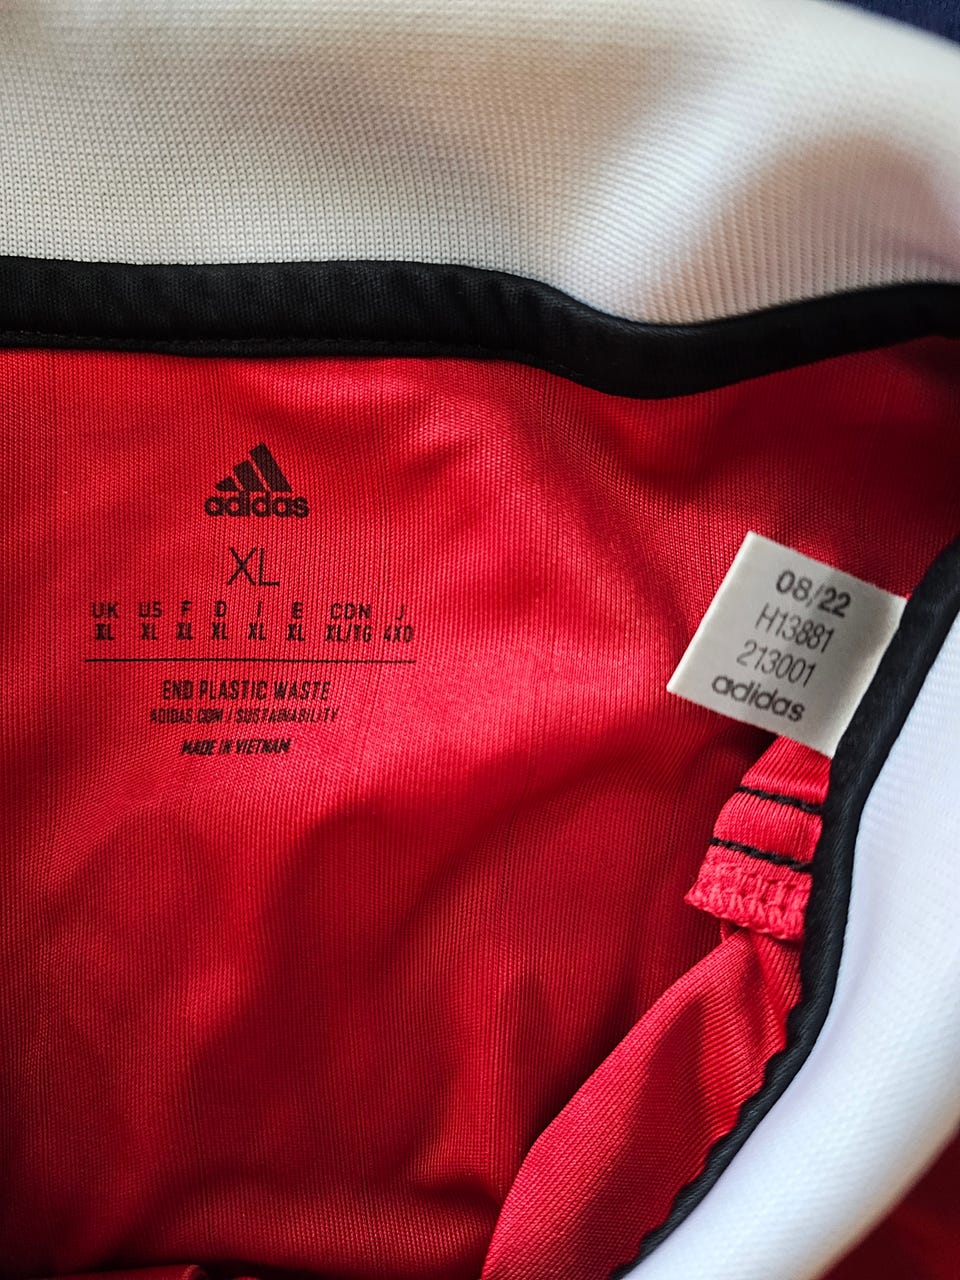 adidas
XL
UK US F D I E CDN J
XL XL XL XL XL XL XL/TG 4XO
END PLASTIC WASTE
ADIDAS.COM / SUSTAINABILITY
MADE IN VIETNAM
08/22
H13881
213001
adidas